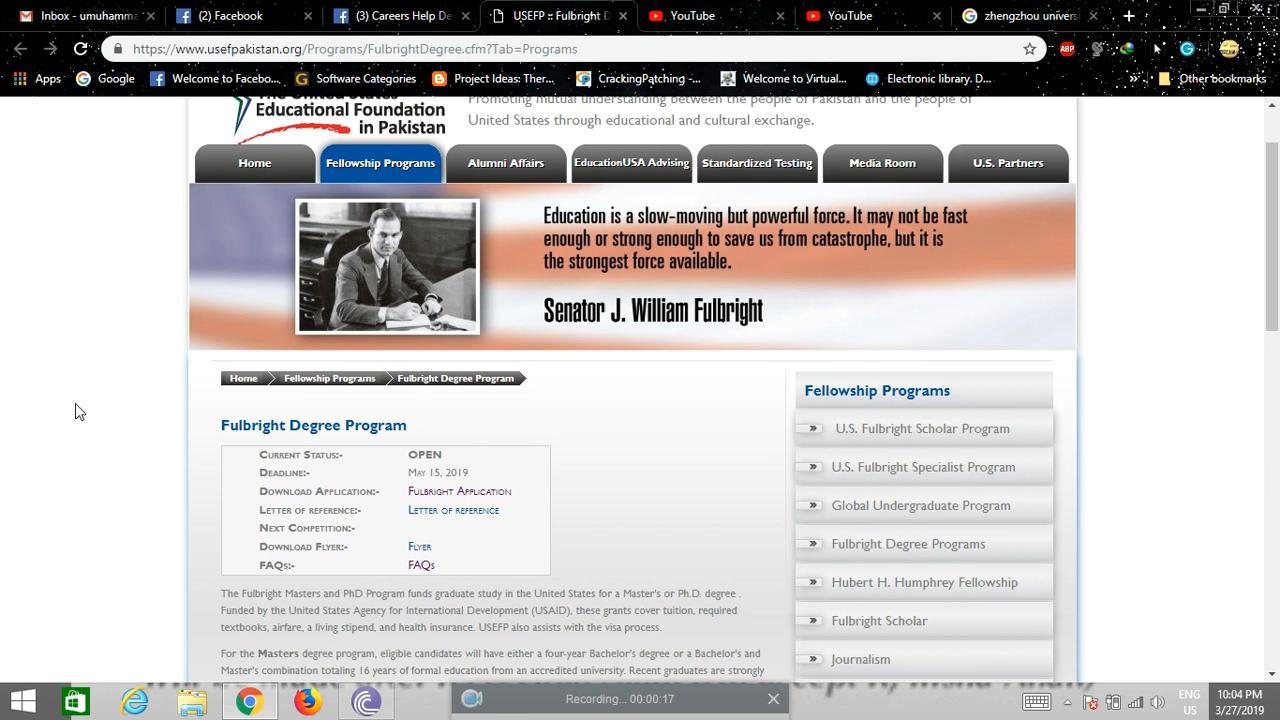 Inbox - umuhamma
(2) Facebook
(3) Careers Help De
USEFP :: Fulbright D
YouTube
YouTube
zhengzhou univers
https://www.usefpakistan.org/Programs/FulbrightDegree.cfm?Tab=Programs
ABP
Apps
Google
Welcome to Facebo...
Software Categories
Project Ideas: Ther...
CrackingPatching -...
Welcome to Virtual...
Electronic library. D...
Other bookmarks
The United States
Educational Foundation
in Pakistan
Promoting mutual understanding between the people of Pakistan and the people of
United States through educational and cultural exchange.
Home
Fellowship Programs
Alumni Affairs
EducationUSA Advising
Standardized Testing
Media Room
U.S. Partners
Education is a slow-moving but powerful force. It may not be fast
enough or strong enough to save us from catastrophe, but it is
the strongest force available.
Senator J. William Fulbright
Home
Fellowship Programs
Fulbright Degree Program
Fulbright Degree Program
Current Status:- OPEN
Deadline:- May 15, 2019
Download Application:- Fulbright Application
Letter of reference:- Letter of reference
Next Competition:-
Download Flyer:- Flyer
FAQs:- FAQs
The Fulbright Masters and PhD Program funds graduate study in the United States for a Master's or Ph.D. degree .
Funded by the United States Agency for International Development (USAID), these grants cover tuition, required
textbooks, airfare, a living stipend, and health insurance. USEFP also assists with the visa process.
For the Masters degree program, eligible candidates will have either a four-year Bachelor's degree or a Bachelor's and
Master's combination totaling 16 years of formal education from an accredited university. Recent graduates are strongly
Fellowship Programs
U.S. Fulbright Scholar Program
U.S. Fulbright Specialist Program
Global Undergraduate Program
Fulbright Degree Programs
Hubert H. Humphrey Fellowship
Fulbright Scholar
Journalism
Recording... 00:00:17
ENG
US
10:04 PM
3/27/2019